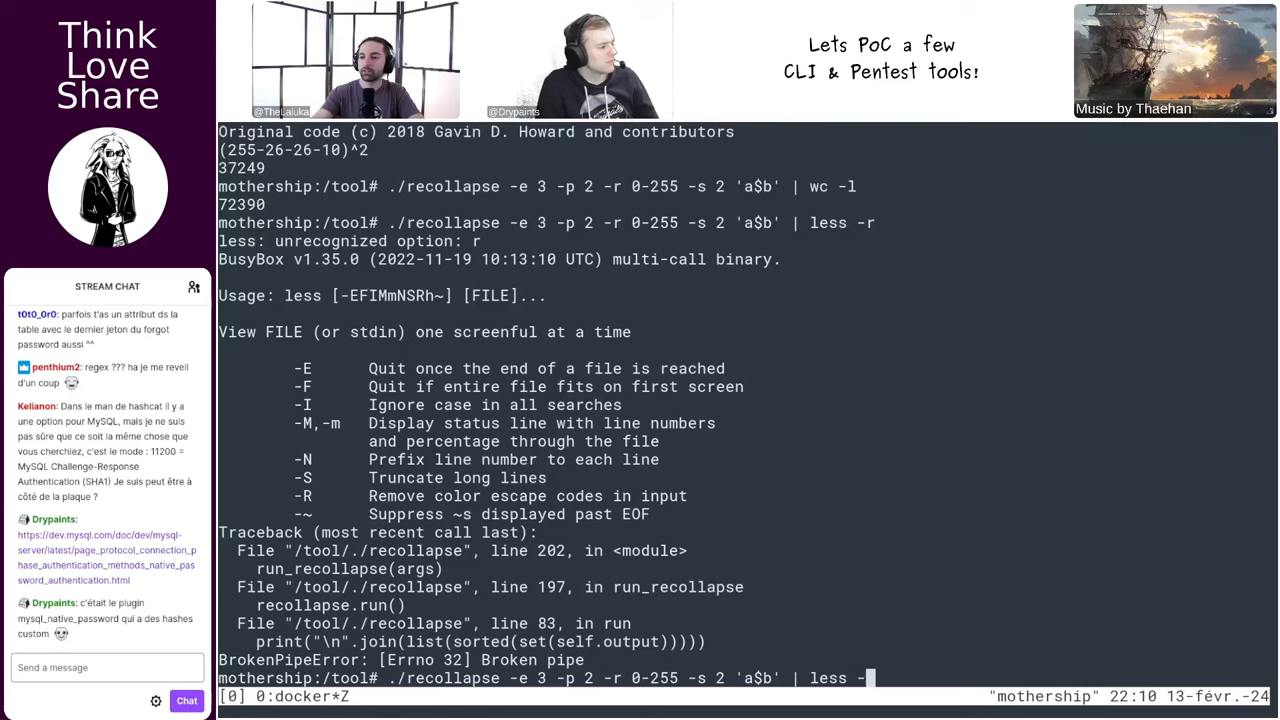 Think
Love
Share
@TheLaluka
@Drypaints
Lets PoC a few
CLI & Pentest tools!
Music by Thaehan
STREAM CHAT
t0t0_0r0: parfois t'as un attribut ds la
table avec le dernier jeton du forgot
password aussi ^^
penthium2: regex ??? ha je me reveil
d'un coup
Kelianon: Dans le man de hashcat il y a
une option pour MySQL, mais je ne suis
pas sûre que ce soit la même chose que
vous cherchiez, c'est le mode : 11200 =
MySQL Challenge-Response
Authentication (SHA1) Je suis peut être à
côté de la plaque ?
Drypaints:
https://dev.mysql.com/doc/dev/mysql-
server/latest/page_protocol_connection_p
hase_authentication_methods_native_pas
sword_authentication.html
Drypaints: c'était le plugin
mysql_native_password qui a des hashes
custom
Send a message
Chat
Original code (c) 2018 Gavin D. Howard and contributors
(255-26-26-10)^2
37249
mothership:/tool# ./recollapse -e 3 -p 2 -r 0-255 -s 2 'a$b' | wc -l
72390
mothership:/tool# ./recollapse -e 3 -p 2 -r 0-255 -s 2 'a$b' | less -r
less: unrecognized option: r
BusyBox v1.35.0 (2022-11-19 10:13:10 UTC) multi-call binary.
Usage: less [-EFIMmNSRh~] [FILE]...
View FILE (or stdin) one screenful at a time
-E Quit once the end of a file is reached
-F Quit if entire file fits on first screen
-I Ignore case in all searches
-M,-m Display status line with line numbers
and percentage through the file
-N Prefix line number to each line
-S Truncate long lines
-R Remove color escape codes in input
-~ Suppress ~s displayed past EOF
Traceback (most recent call last):
File "/tool/./recollapse", line 202, in <module>
run_recollapse(args)
File "/tool/./recollapse", line 197, in run_recollapse
recollapse.run()
File "/tool/./recollapse", line 83, in run
print("\n".join(list(sorted(set(self.output)))))
BrokenPipeError: [Errno 32] Broken pipe
mothership:/tool# ./recollapse -e 3 -p 2 -r 0-255 -s 2 'a$b' | less -
[0] 0:docker*Z "mothership" 22:10 13-févr.-24